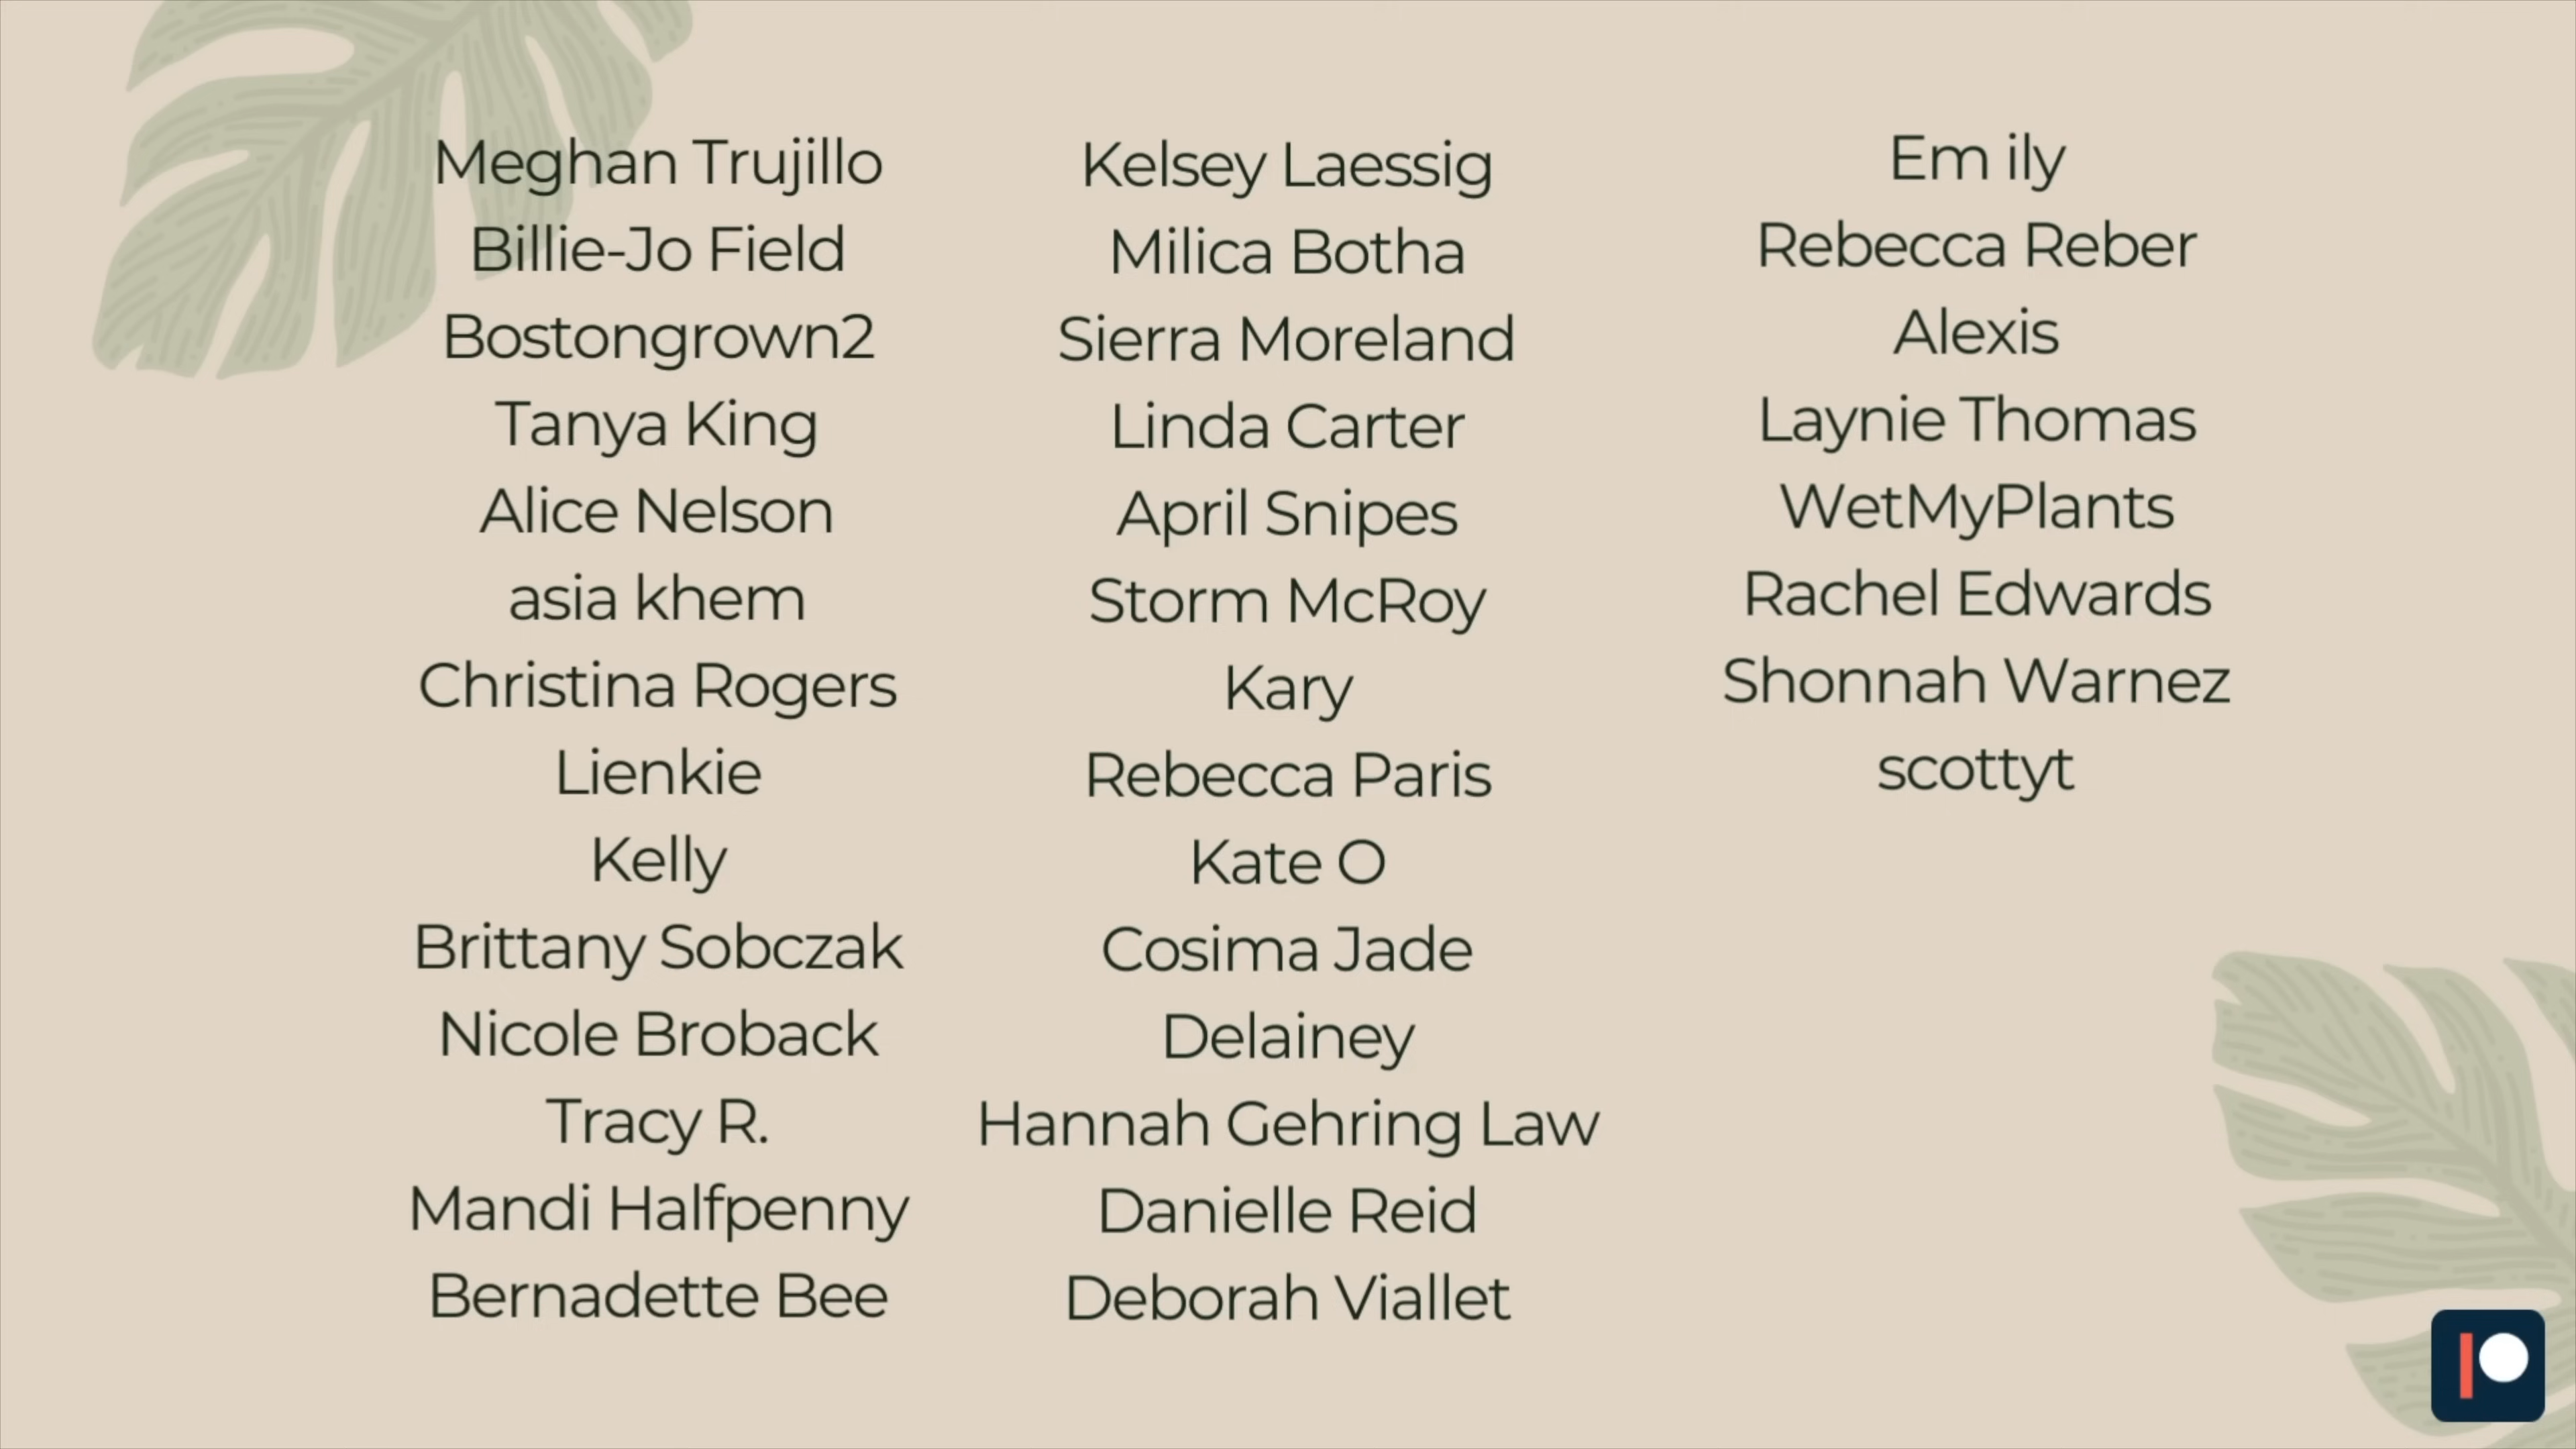 Meghan Trujillo
Billie-Jo Field
Bostongrown2
Tanya King
Alice Nelson
asia khem
Christina Rogers
Lienkie
Kelly
Brittany Sobczak
Nicole Broback
Tracy R.
Mandi Halfpenny
Bernadette Bee
Kelsey Laessig
Milica Botha
Sierra Moreland
Linda Carter
April Snipes
Storm McRoy
Kary
Rebecca Paris
Kate O
Cosima Jade
Delainey
Hannah Gehring Law
Danielle Reid
Deborah Viallet
Em ily
Rebecca Reber
Alexis
Laynie Thomas
WetMyPlants
Rachel Edwards
Shonnah Warnez
scottyt